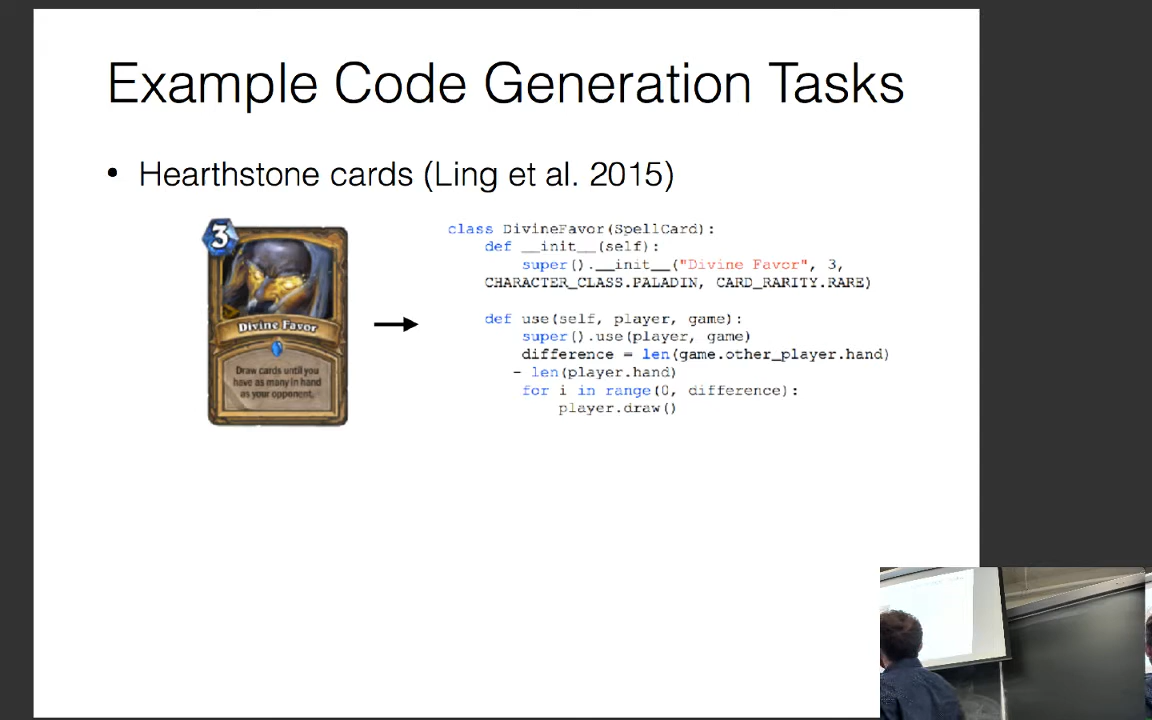 Example Code Generation Tasks
• Hearthstone cards (Ling et al. 2015)
3
Divine Favor
Draw cards until you
have as many in hand
as your opponent.
class DivineFavor(SpellCard):
def __init__(self):
super().__init__("Divine Favor", 3,
CHARACTER_CLASS.PALADIN, CARD_RARITY.RARE)
def use(self, player, game):
super().use(player, game)
difference = len(game.other_player.hand)
- len(player.hand)
for i in range(0, difference):
player.draw()